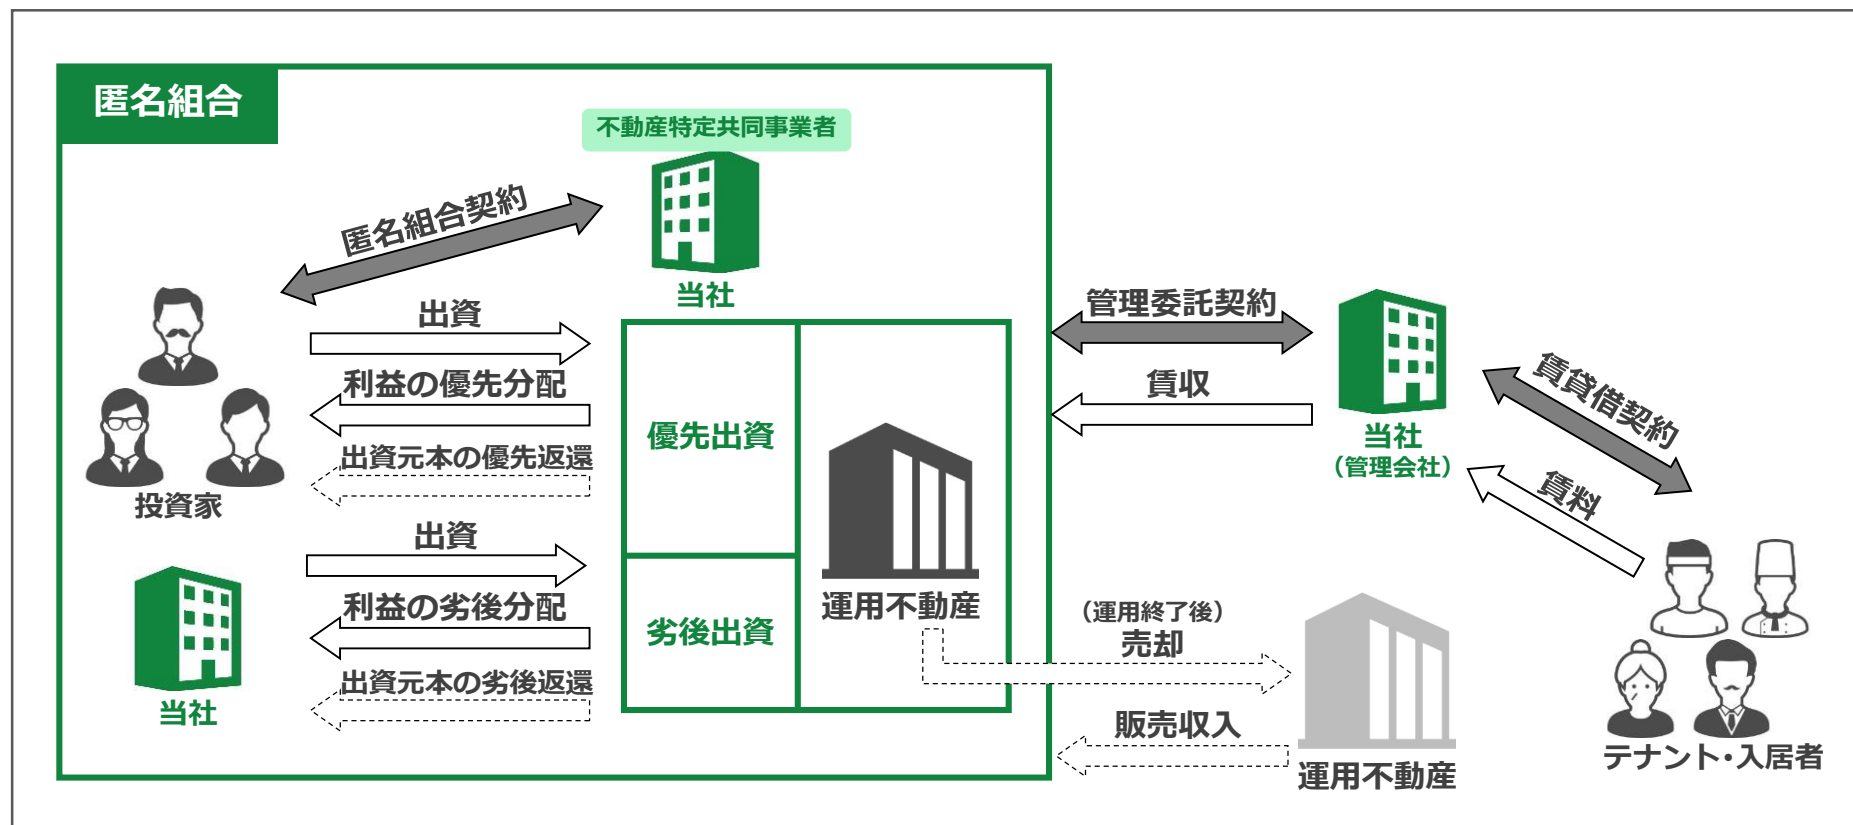 匿名組合
不動産特定共同事業者
当社
匿名組合契約
出資
利益の優先分配
出資元本の優先返還
投資家
出資
利益の劣後分配
出資元本の劣後返還
当社
優先出資
劣後出資
運用不動産
管理委託契約
賃収
当社
（管理会社）
賃貸借契約
賃料
（運用終了後）
売却
販売収入
運用不動産
テナント・入居者